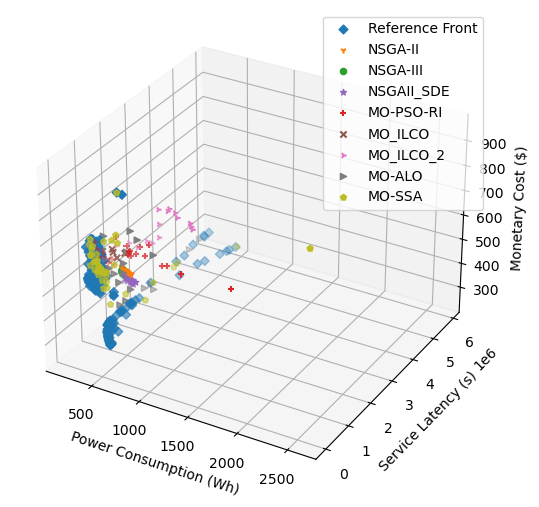 Reference Front
NSGA-II
NSGA-III
NSGAII_SDE
MO-PSO-RI
MO_ILCO
MO_ILCO_2
MO-ALO
MO-SSA
900
800
700
600
500
400
300
Monetary Cost ($)
6
5
4
3
2
1
0
1e6
Service Latency (s)
500
1000
1500
2000
2500
Power Consumption (Wh)